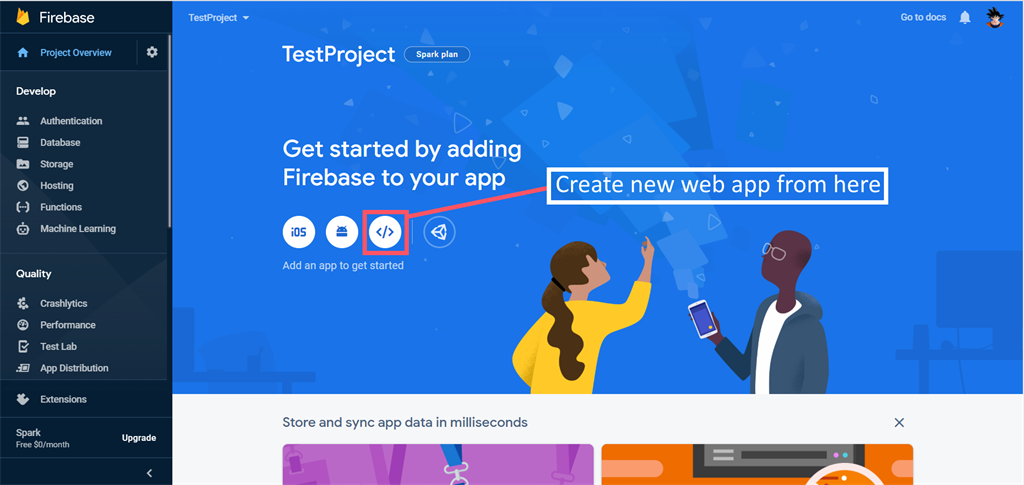 Firebase
Project Overview
Develop
Authentication
Database
Storage
Hosting
Functions
Machine Learning
Quality
Crashlytics
Performance
Test Lab
App Distribution
Extensions
Spark
Free $0/month
Upgrade
TestProject
Go to docs
TestProject
Spark plan
Get started by adding
Firebase to your app
Create new web app from here
iOS
Add an app to get started
Store and sync app data in milliseconds